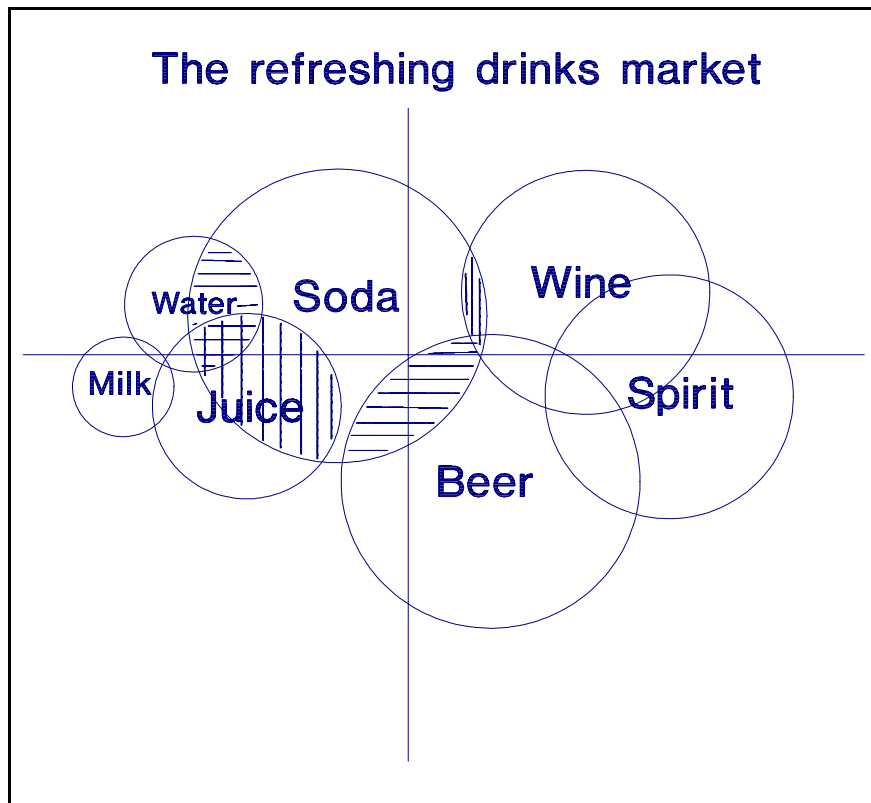 The refreshing drinks market
Wine
Soda
Water
Milk
Spirit
Juice
Beer